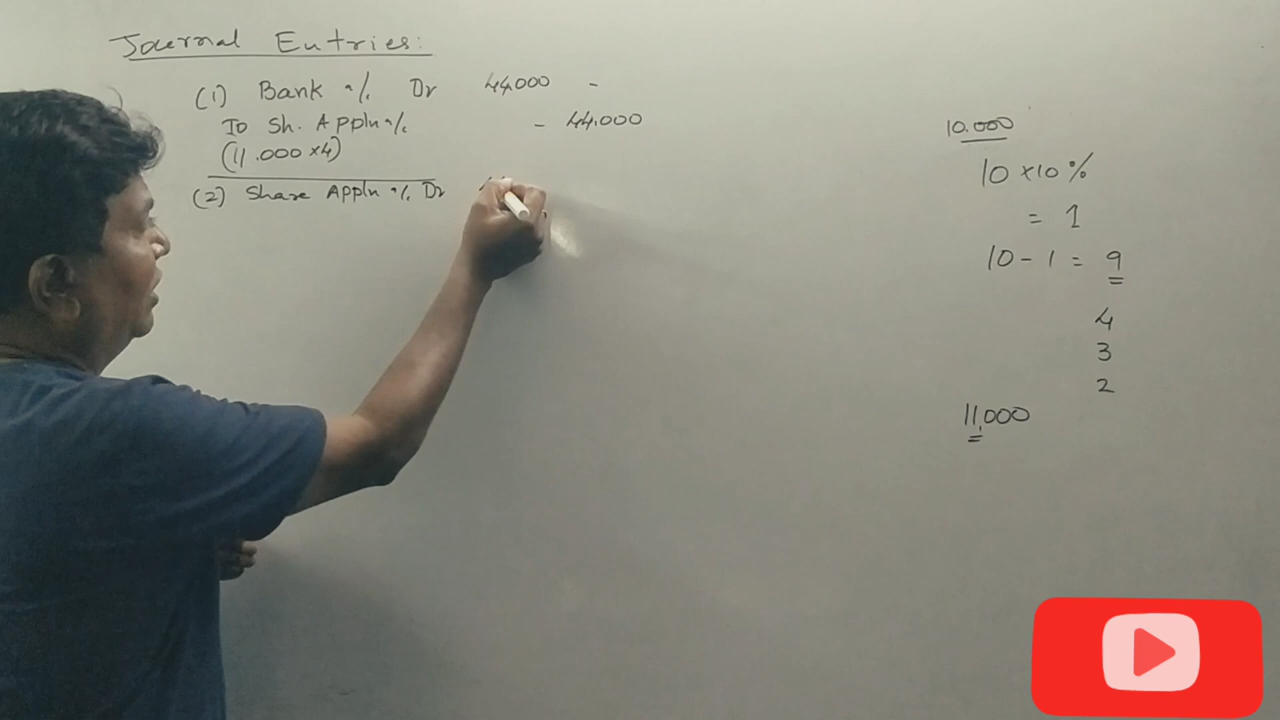 Journal Entries:
(1) Bank a/c Dr 44,000 -
To Sh. Appln a/c - 44.000
(11.000 x 4)
(2) Share Appln a/c Dr
10.000
10 x 10 %
= 1
10 - 1 = 9
4
3
2
11,000